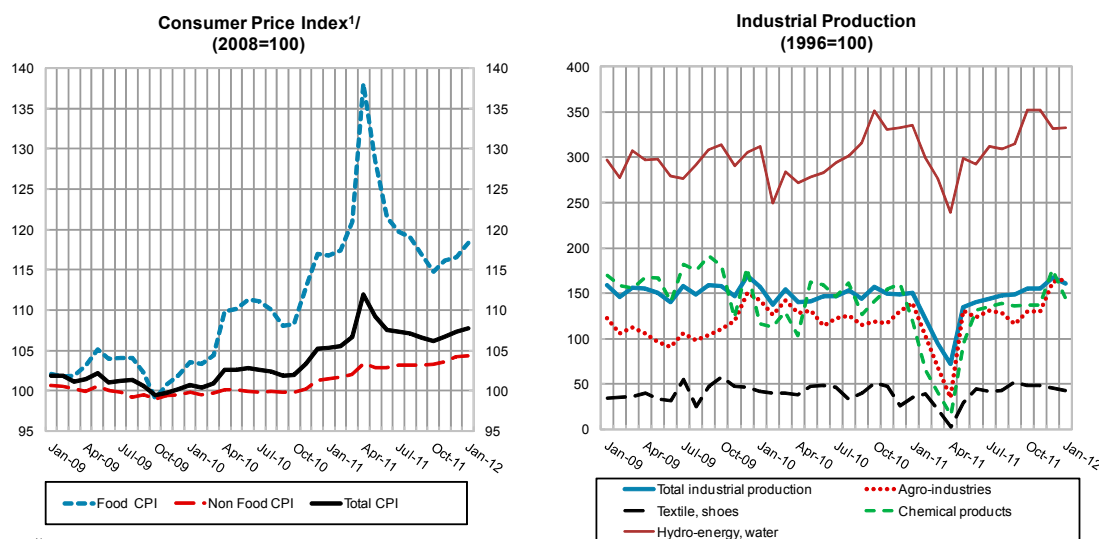 Consumer Price Index1/
(2008=100)
140
135
130
125
120
115
110
105
100
95
140
135
130
125
120
115
110
105
100
95
Jan-09
Apr-09
Jul-09
Oct-09
Jan-10
Apr-10
Jul-10
Oct-10
Jan-11
Apr-11
Jul-11
Oct-11
Jan-12
Food CPI
Non Food CPI
Total CPI
Industrial Production
(1996=100)
400
350
300
250
200
150
100
50
0
Jan-09
Apr-09
Jul-09
Oct-09
Jan-10
Apr-10
Jul-10
Oct-10
Jan-11
Apr-11
Jul-11
Oct-11
Jan-12
Total industrial production
Agro-industries
Textile, shoes
Chemical products
Hydro-energy, water